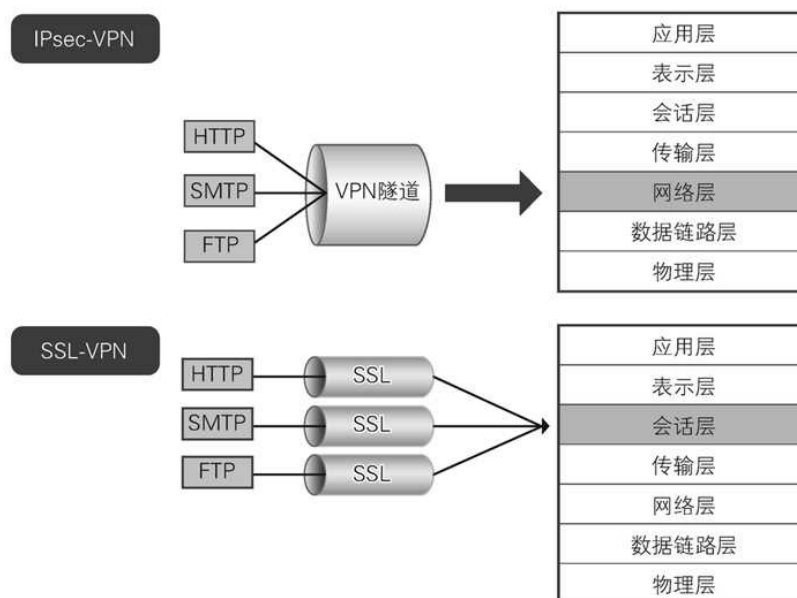 IPsec-VPN
HTTP
SMTP
FTP
VPN隧道
应用层
表示层
会话层
传输层
网络层
数据链路层
物理层
SSL-VPN
HTTP
SSL
SMTP
SSL
FTP
SSL
应用层
表示层
会话层
传输层
网络层
数据链路层
物理层